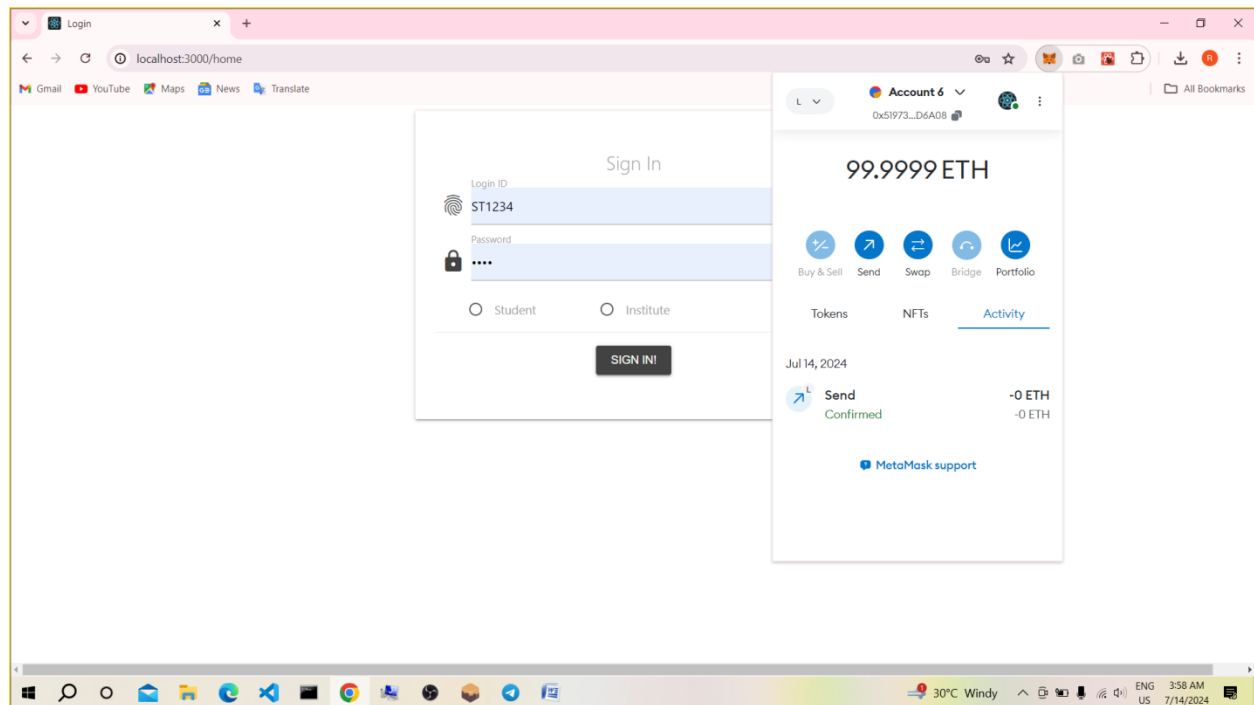 Login
localhost:3000/home
Gmail YouTube Maps News Translate All Bookmarks
L Account 6
0x51973...D6A08
99.9999 ETH
Buy & Sell Send Swap Bridge Portfolio
Tokens NFTs Activity
Jul 14, 2024
L Send -0 ETH
Confirmed -0 ETH
MetaMask support
Sign In
Login ID
ST1234
Password
••••
Student Institute
SIGN IN!
30°C Windy ENG 3:58 AM
US 7/14/2024